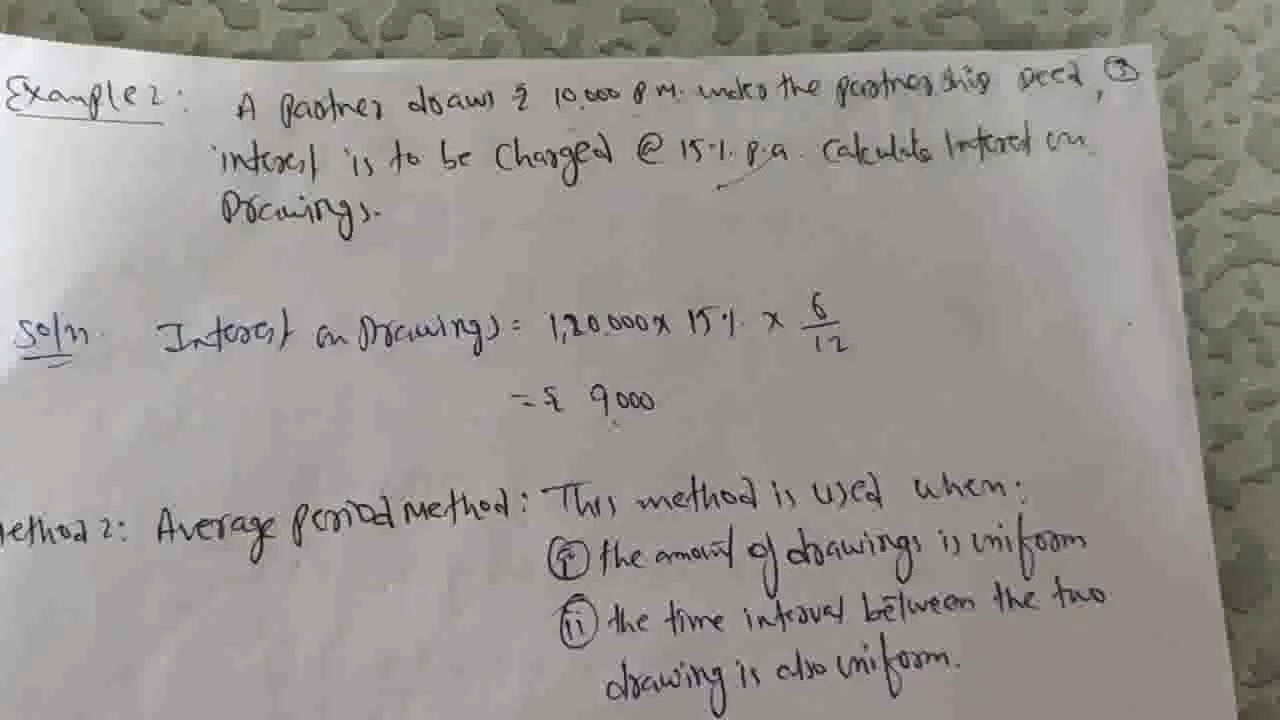 Example 2: A partner draws ₹ 10,000 P.M. under the partnership deed, ③
interest is to be charged @ 15% p.a. Calculate Interest on
Drawings.
Soln. Interest on Drawings = 1,20,000 x 15% x 6/12
= ₹ 9,000
Method 2: Average period Method: This method is used when:
(i) the amount of drawings is uniform
(ii) the time interval between the two
drawing is also uniform.